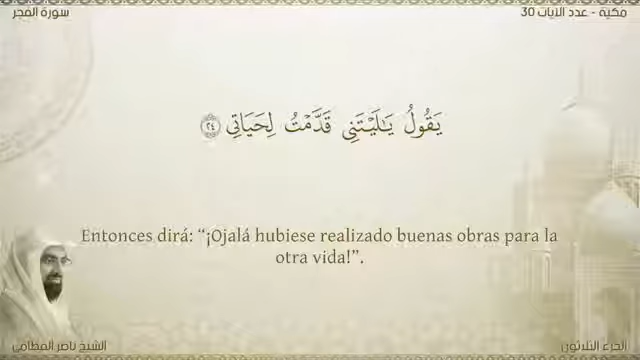 مكية - عدد الآيات 30
سورة الفجر
يَقُولُ يَـٰلَيْتَنِى قَدَّمْتُ لِحَيَاتِى ٢٤
Entonces dirá: “¡Ojalá hubiese realizado buenas obras para la
otra vida!”.
الجزء الثلاثون
الشيخ ناصر القطامي